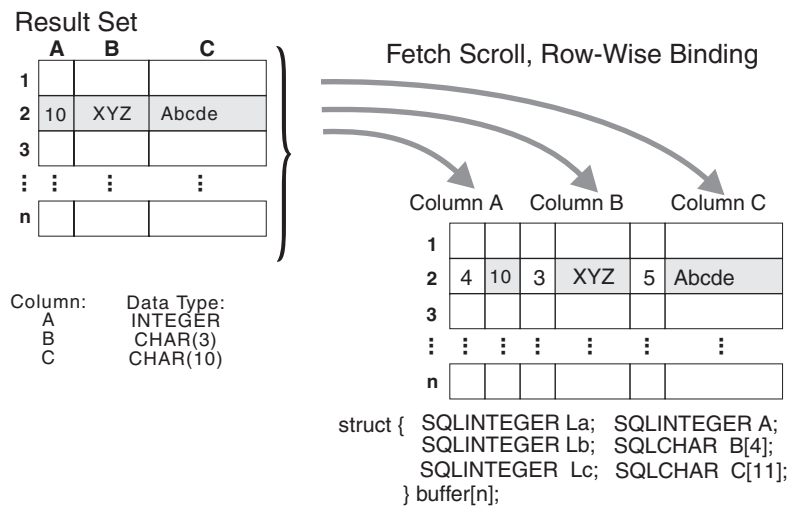 Result Set
A B C
1
2 10 XYZ Abcde
3
⋮ ⋮ ⋮ ⋮
n
Column: Data Type:
A INTEGER
B CHAR(3)
C CHAR(10)
Fetch Scroll, Row-Wise Binding
Column A Column B Column C
1
2 4 10 3 XYZ 5 Abcde
3
⋮ ⋮ ⋮ ⋮ ⋮ ⋮ ⋮
n
struct { SQLINTEGER La; SQLINTEGER A;
SQLINTEGER Lb; SQLCHAR B[4];
SQLINTEGER Lc; SQLCHAR C[11];
} buffer[n];